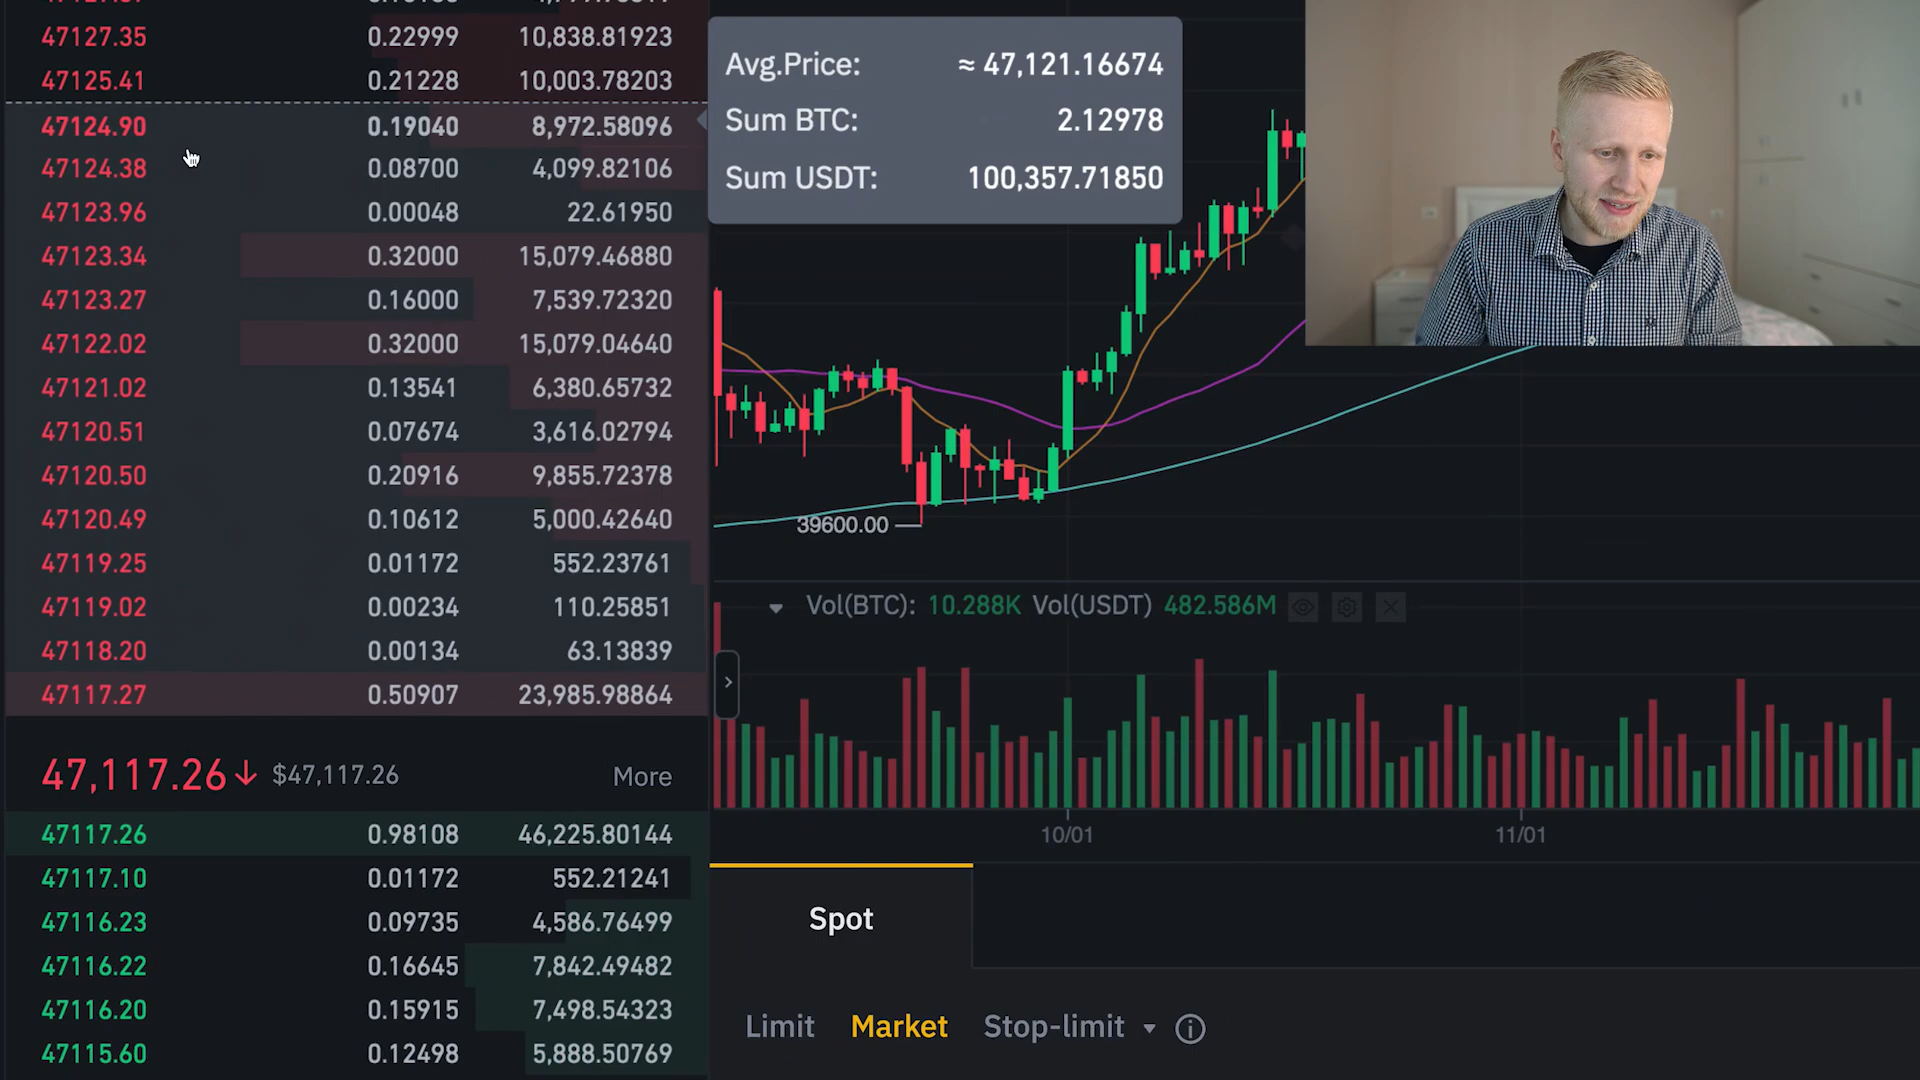 47127.35 0.22999 10,838.81923
47125.41 0.21228 10,003.78203
47124.90 0.19040 8,972.58096
47124.38 0.08700 4,099.82106
47123.96 0.00048 22.61950
47123.34 0.32000 15,079.46880
47123.27 0.16000 7,539.72320
47122.02 0.32000 15,079.04640
47121.02 0.13541 6,380.65732
47120.51 0.07674 3,616.02794
47120.50 0.20916 9,855.72378
47120.49 0.10612 5,000.42640
47119.25 0.01172 552.23761
47119.02 0.00234 110.25851
47118.20 0.00134 63.13839
47117.27 0.50907 23,985.98864
47,117.26↓ $47,117.26 More
47117.26 0.98108 46,225.80144
47117.10 0.01172 552.21241
47116.23 0.09735 4,586.76499
47116.22 0.16645 7,842.49482
47116.20 0.15915 7,498.54323
47115.60 0.12498 5,888.50769
Avg.Price: ≈ 47,121.16674
Sum BTC: 2.12978
Sum USDT: 100,357.71850
39600.00
Vol(BTC): 10.288K Vol(USDT) 482.586M
10/01 11/01
Spot
Limit Market Stop-limit